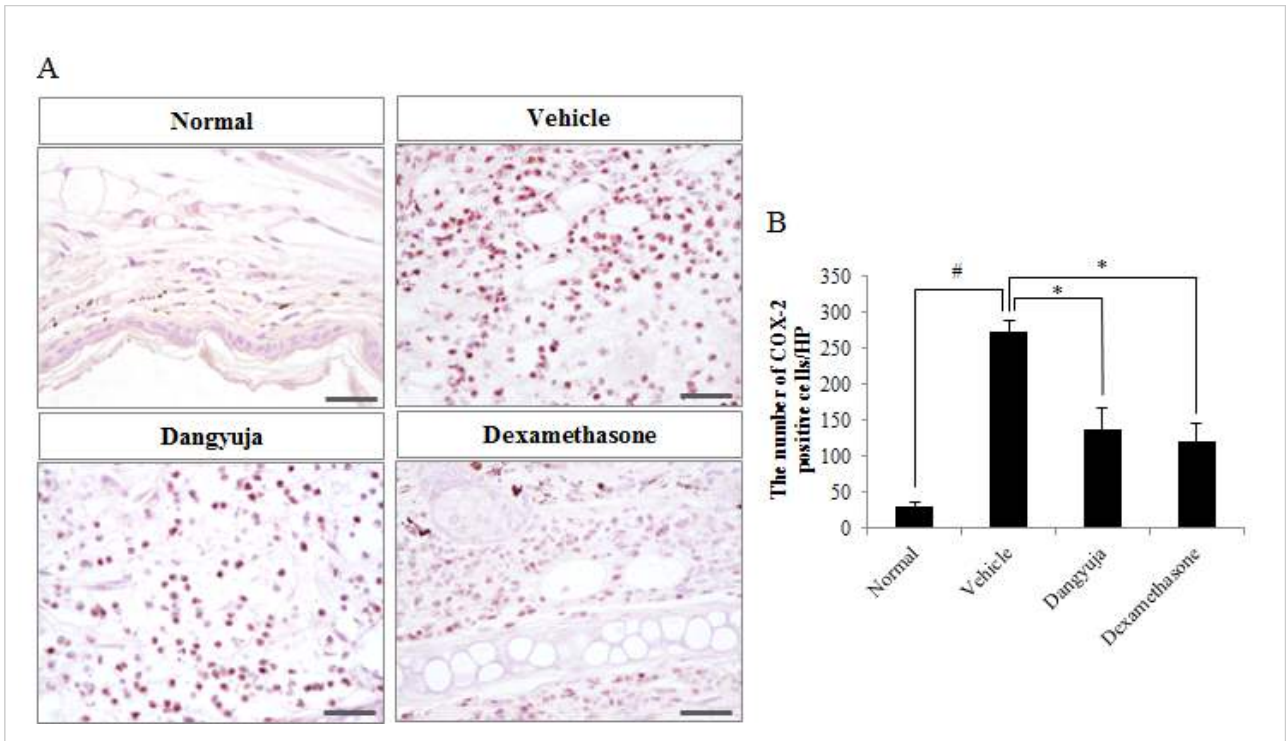 A
Normal
Vehicle
Dangyuja
Dexamethasone
B
The number of COX-2
positive cells/HP
350
300
250
200
150
100
50
0
#
*
*
Normal
Vehicle
Dangyuja
Dexamethasone